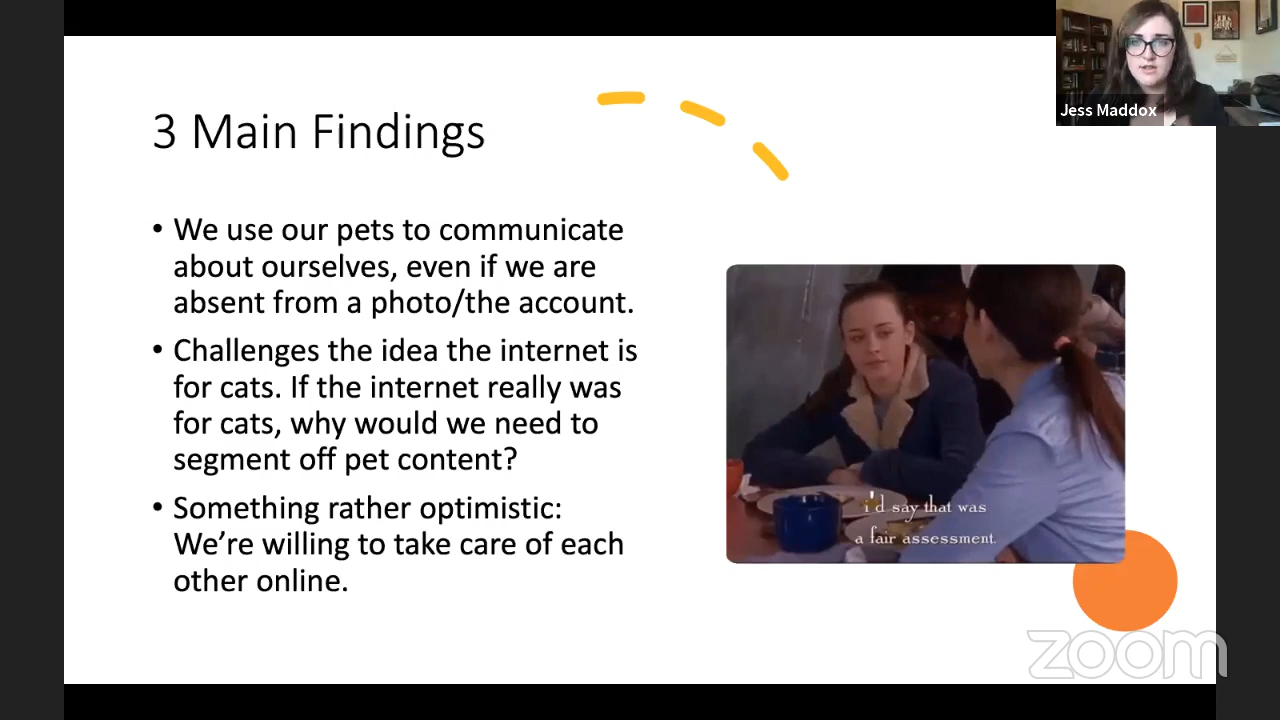 Jess Maddox
3 Main Findings
• We use our pets to communicate
about ourselves, even if we are
absent from a photo/the account.
• Challenges the idea the internet is
for cats. If the internet really was
for cats, why would we need to
segment off pet content?
• Something rather optimistic:
We’re willing to take care of each
other online.
i'd say that was
a fair assessment.
zoom